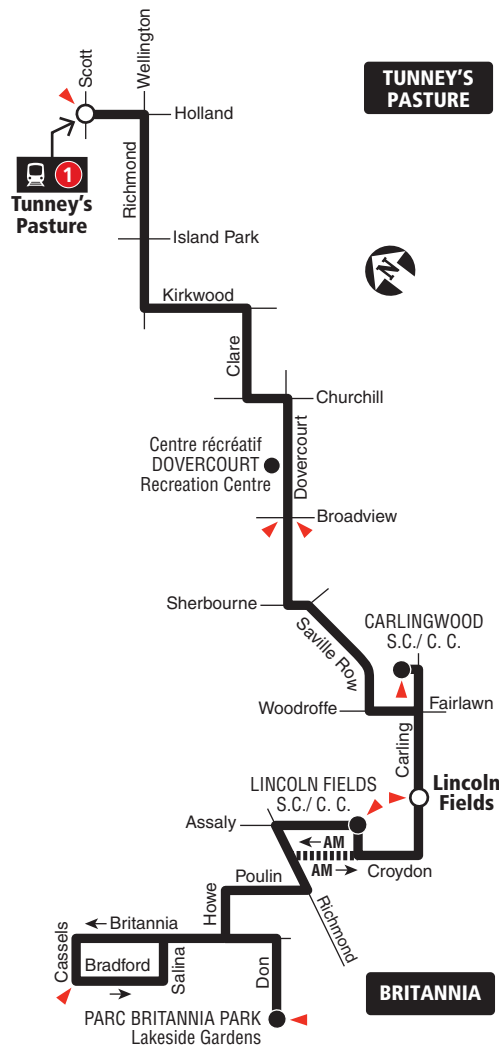 Scott
Wellington
TUNNEY'S
PASTURE
Holland
1
Tunney's
Pasture
Richmond
Island Park
N
Kirkwood
Clare
Churchill
Centre récréatif
DOVERCOURT
Recreation Centre
Dovercourt
Broadview
Sherbourne
Saville Row
CARLINGWOOD
S.C./ C. C.
Woodroffe
Fairlawn
Carling
LINCOLN FIELDS
S.C./ C. C.
Lincoln
Fields
Assaly
AM
AM
Croydon
Poulin
Howe
Richmond
Britannia
Cassels
Bradford
Salina
Don
BRITANNIA
PARC BRITANNIA PARK
Lakeside Gardens